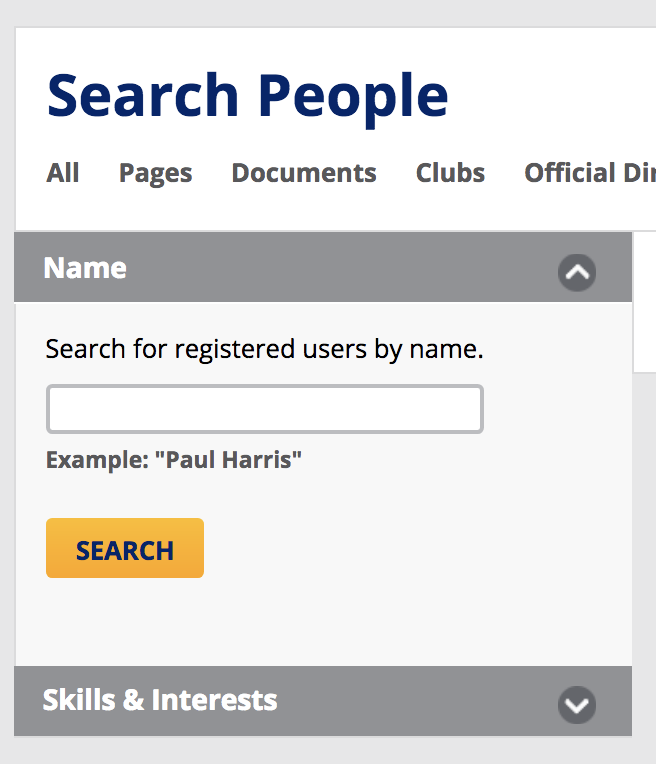 Search People
All Pages Documents Clubs Official
Name
Search for registered users by name.
Example: "Paul Harris"
SEARCH
Skills & Interests